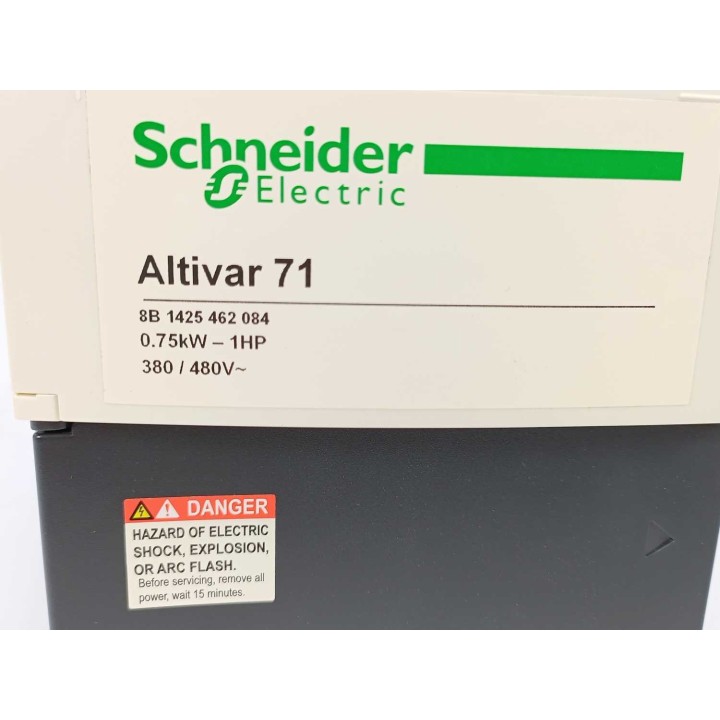 Schneider
Electric
Altivar 71
8B 1425 462 084
0.75kW – 1HP
380 / 480V~
DANGER
HAZARD OF ELECTRIC
SHOCK, EXPLOSION,
OR ARC FLASH.
Before servicing, remove all
power, wait 15 minutes.